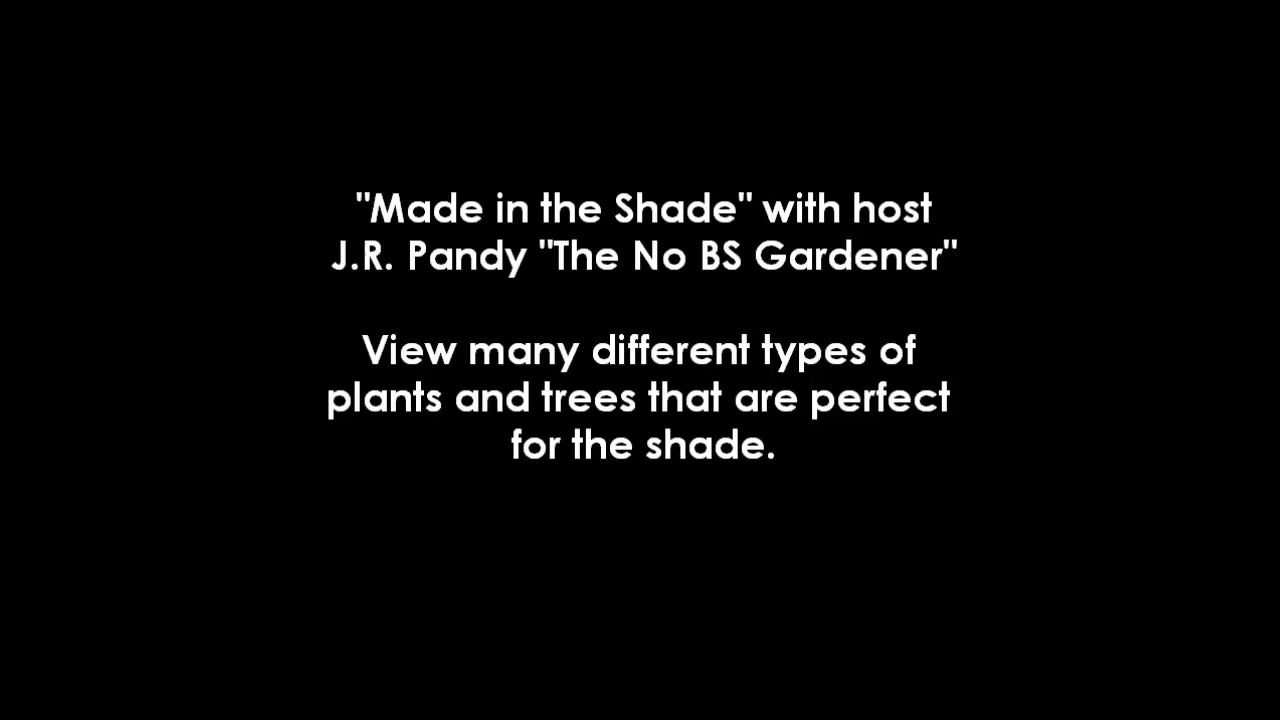 "Made in the Shade" with host
J.R. Pandy "The No BS Gardener"
View many different types of
plants and trees that are perfect
for the shade.